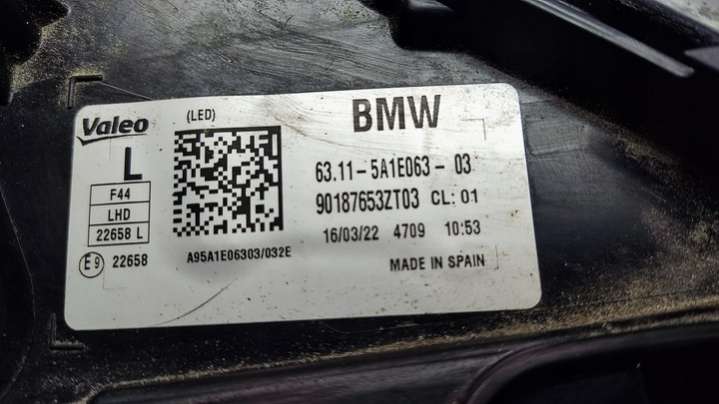 Valeo
(LED)
BMW
L
F44
LHD
22658 L
E9 22658
A95A1E06303/032E
63.11 - 5A1E063 - 03
90187653ZT03 CL: 01
16/03/22 4709 10:53
MADE IN SPAIN